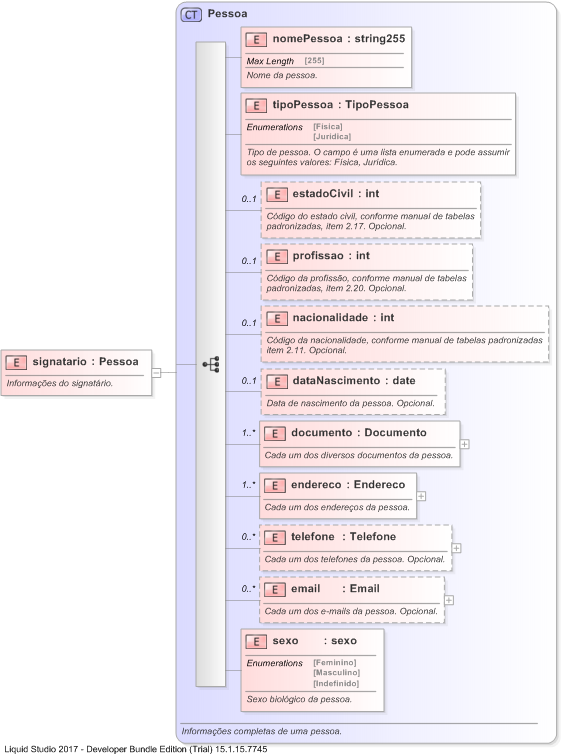 CT Pessoa
E nomePessoa : string255
Max Length [255]
Nome da pessoa.
E tipoPessoa : TipoPessoa
Enumerations [Física]
[Jurídica]
Tipo de pessoa. O campo é uma lista enumerada e pode assumir
os seguintes valores: Física, Jurídica.
0..1 E estadoCivil : int
Código do estado civil, conforme manual de tabelas
padronizadas, item 2.17. Opcional.
0..1 E profissao : int
Código da profissão, conforme manual de tabelas
padronizadas, item 2.20. Opcional.
0..1 E nacionalidade : int
Código da nacionalidade, conforme manual de tabelas padronizadas
item 2.11. Opcional.
E signatario : Pessoa
Informações do signatário.
0..1 E dataNascimento : date
Data de nascimento da pessoa. Opcional.
1..* E documento : Documento
Cada um dos diversos documentos da pessoa.
1..* E endereco : Endereco
Cada um dos endereços da pessoa.
0..* E telefone : Telefone
Cada um dos telefones da pessoa. Opcional.
0..* E email : Email
Cada um dos e-mails da pessoa. Opcional.
E sexo : sexo
Enumerations [Feminino]
[Masculino]
[Indefinido]
Sexo biológico da pessoa.
Informações completas de uma pessoa.
Liquid Studio 2017 - Developer Bundle Edition (Trial) 15.1.15.7745